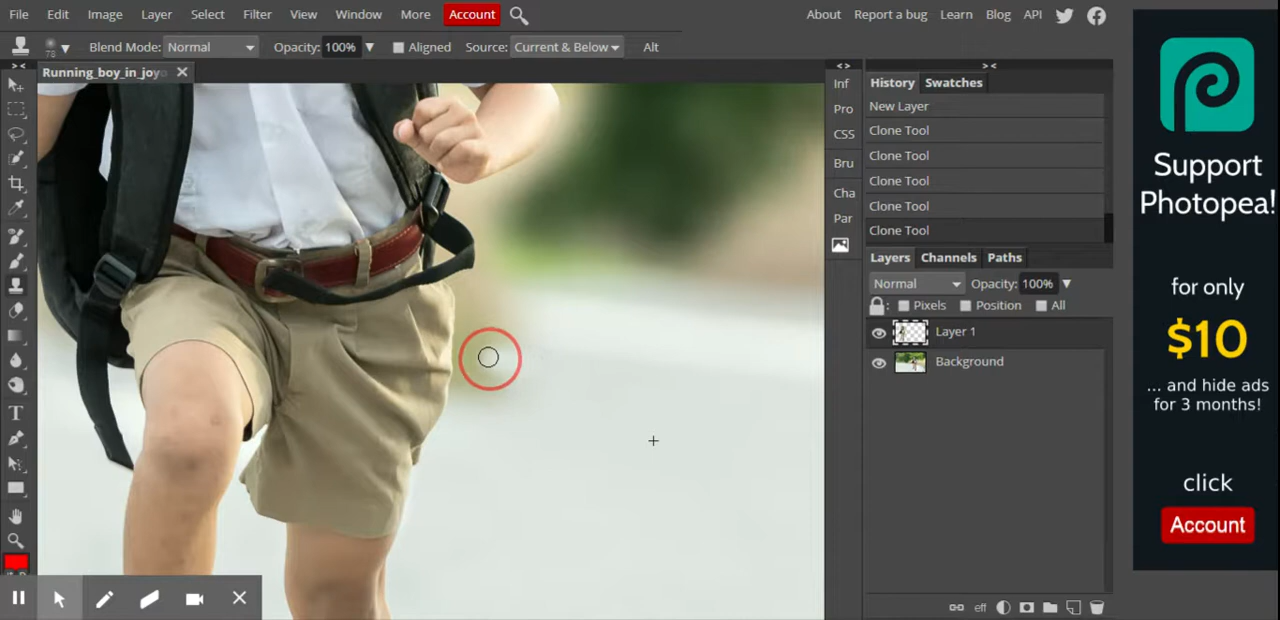 File Edit Image Layer Select Filter View Window More Account
About Report a bug Learn Blog API
78 Blend Mode: Normal Opacity: 100% Aligned Source: Current & Below Alt
> <
Running_boy_in_joyo
< >
> <
Inf
Pro
CSS
Bru
Cha
Par
History Swatches
New Layer
Clone Tool
Clone Tool
Clone Tool
Clone Tool
Clone Tool
Layers Channels Paths
Normal Opacity: 100%
: Pixels Position All
Layer 1
Background
eff
T
Support
Photopea!
for only
$10
... and hide ads
for 3 months!
click
Account